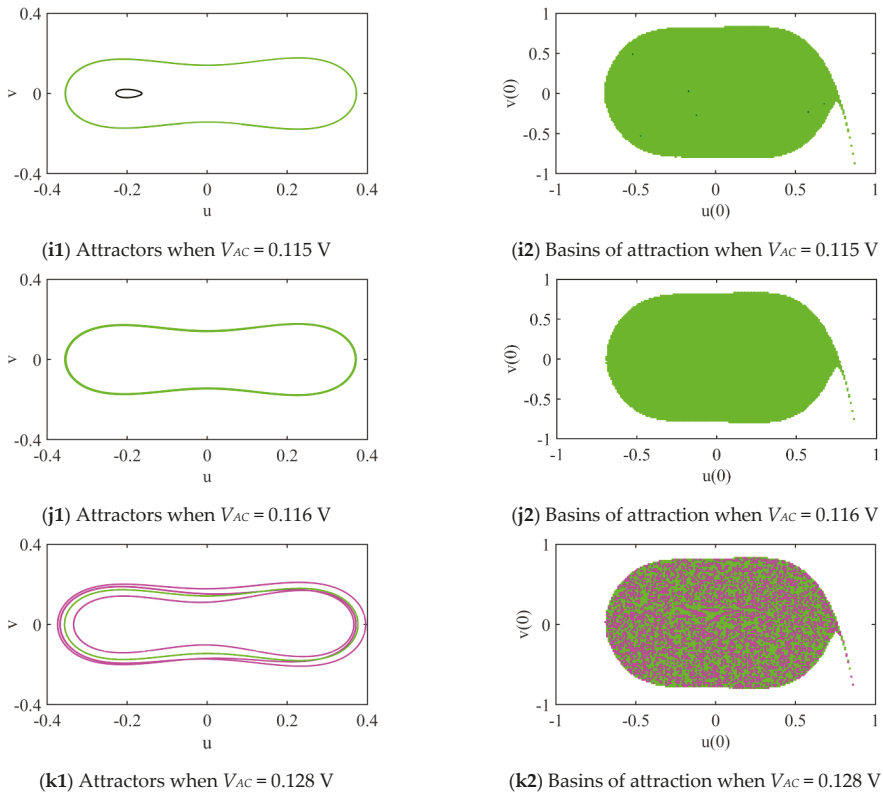 0.4
0
-0.4
v
-0.4 -0.2 0 0.2 0.4
u
(i1) Attractors when VAC = 0.115 V
1
0.5
0
-0.5
-1
v(0)
-1 -0.5 0 0.5 1
u(0)
(i2) Basins of attraction when VAC = 0.115 V
0.4
0
-0.4
v
-0.4 -0.2 0 0.2 0.4
u
(j1) Attractors when VAC = 0.116 V
1
0.5
0
-0.5
-1
v(0)
-1 -0.5 0 0.5 1
u(0)
(j2) Basins of attraction when VAC = 0.116 V
0.4
0
-0.4
v
-0.4 -0.2 0 0.2 0.4
u
(k1) Attractors when VAC = 0.128 V
1
0.5
0
-0.5
-1
v(0)
-1 -0.5 0 0.5 1
u(0)
(k2) Basins of attraction when VAC = 0.128 V